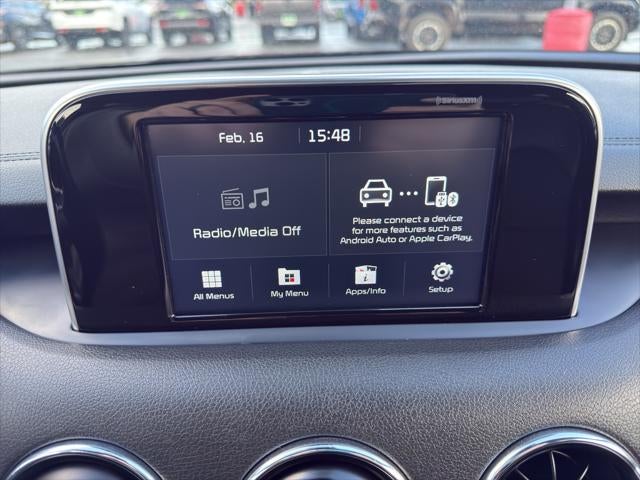 SiriusXM
Feb. 16 15:48
Radio/Media Off
Please connect a device
for more features such as
Android Auto or Apple CarPlay.
All Menus
My Menu
Apps/Info
Setup